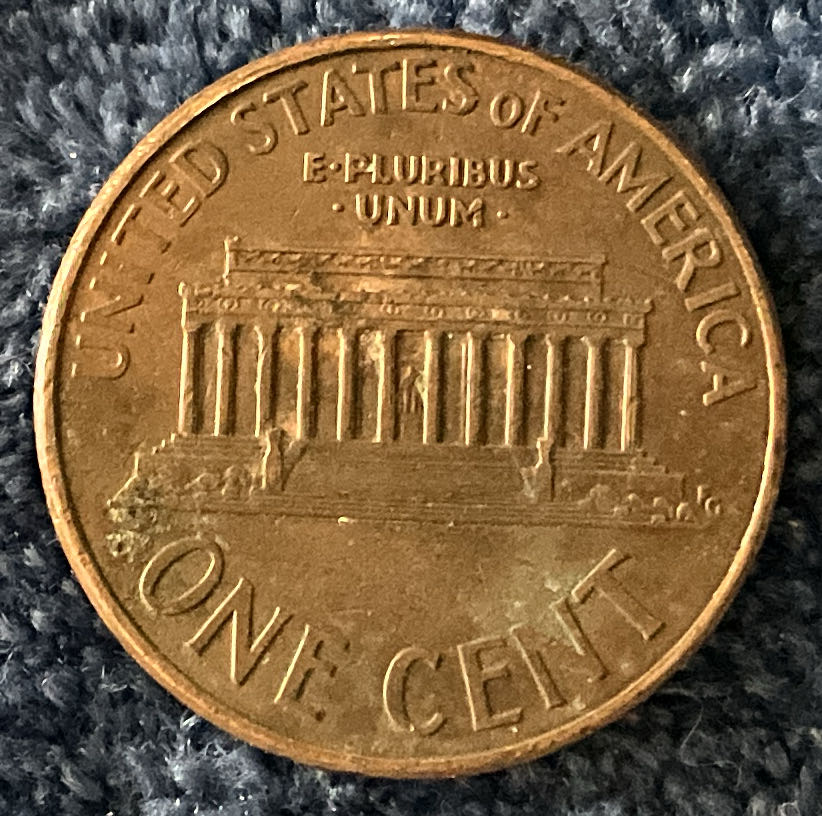 UNITED STATES OF AMERICA
E·PLURIBUS
·UNUM·
ONE CENT